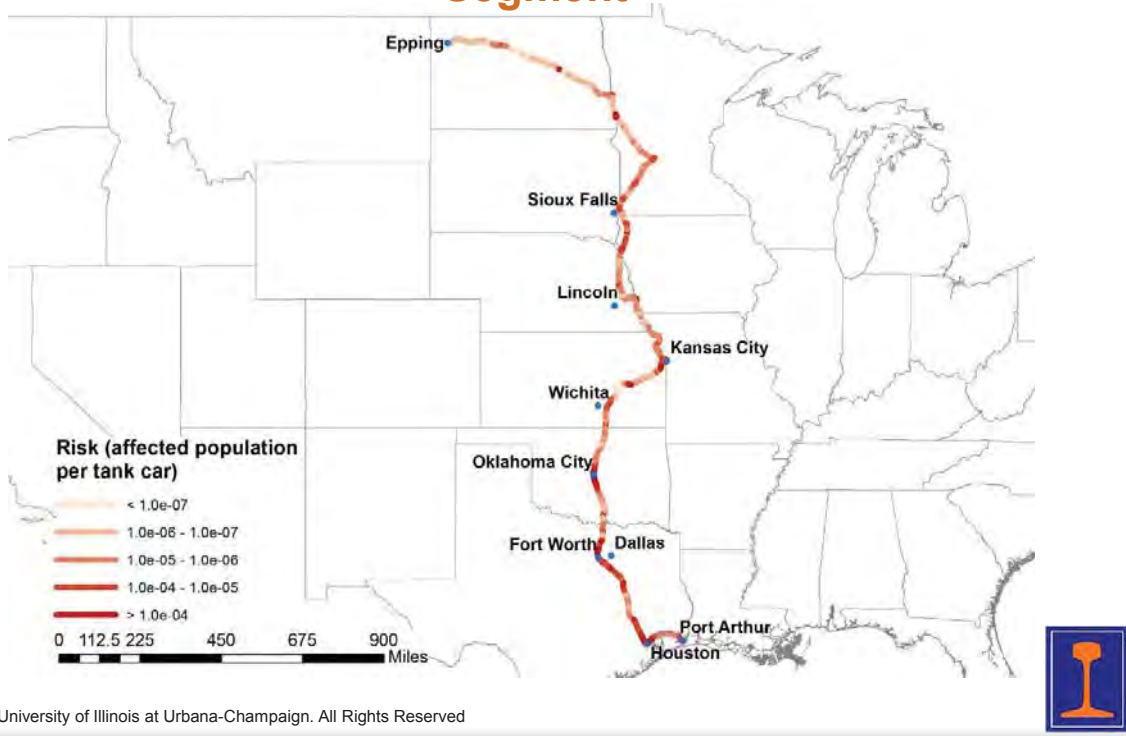 Segment
Epping
Sioux Falls
Lincoln
Kansas City
Wichita
Oklahoma City
Fort Worth
Dallas
Port Arthur
Houston
Risk (affected population
per tank car)
< 1.0e-07
1.0e-06 - 1.0e-07
1.0e-05 - 1.0e-06
1.0e-04 - 1.0e-05
> 1.0e-04
0 112.5 225 450 675 900
Miles
University of Illinois at Urbana-Champaign. All Rights Reserved